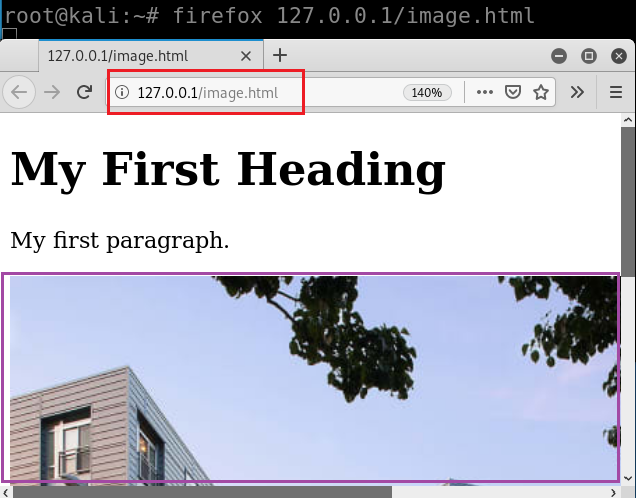 root@kali:~# firefox 127.0.0.1/image.html
127.0.0.1/image.html
127.0.0.1/image.html 140%
My First Heading
My first paragraph.